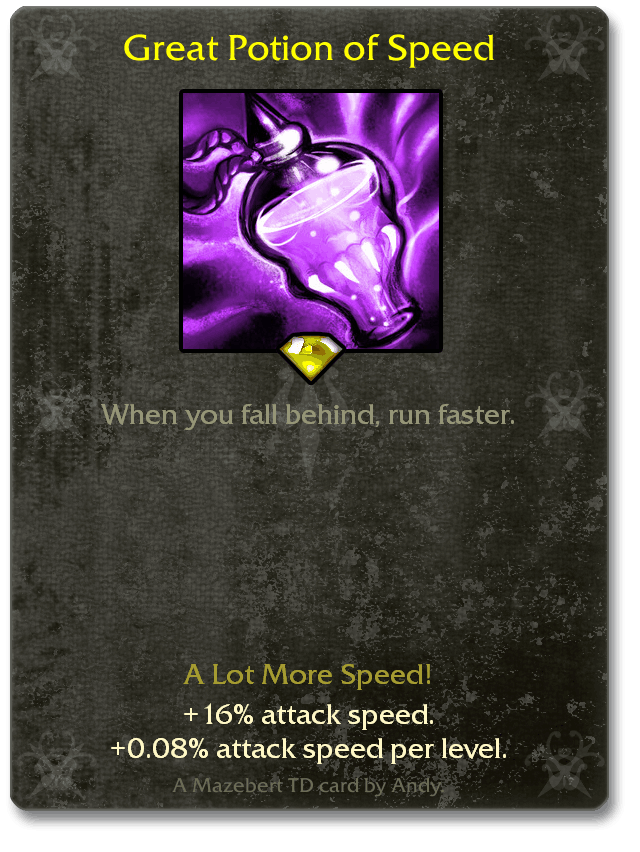 Great Potion of Speed
When you fall behind, run faster.
A Lot More Speed!
+16% attack speed.
+0.08% attack speed per level.
A Mazebert TD card by Andy.